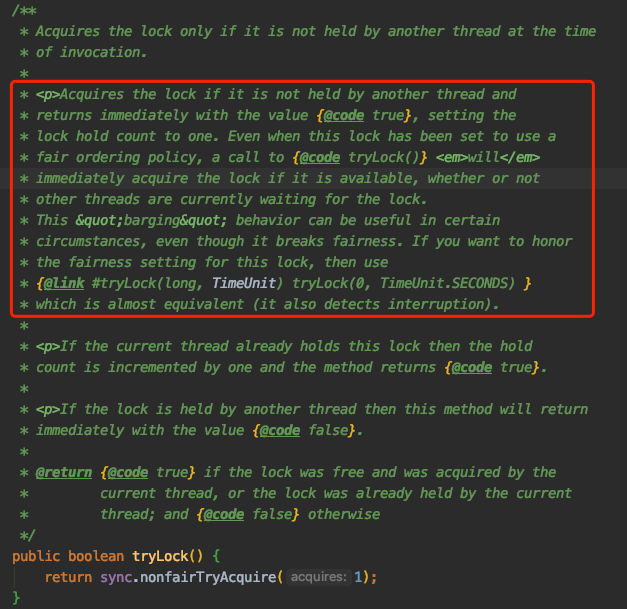 /**
 * Acquires the lock only if it is not held by another thread at the time
 * of invocation.
 *
 * <p>Acquires the lock if it is not held by another thread and
 * returns immediately with the value {@code true}, setting the
 * lock hold count to one. Even when this lock has been set to use a
 * fair ordering policy, a call to {@code tryLock()} <em>will</em>
 * immediately acquire the lock if it is available, whether or not
 * other threads are currently waiting for the lock.
 * This &quot;barging&quot; behavior can be useful in certain
 * circumstances, even though it breaks fairness. If you want to honor
 * the fairness setting for this lock, then use
 * {@link #tryLock(long, TimeUnit) tryLock(0, TimeUnit.SECONDS) }
 * which is almost equivalent (it also detects interruption).
 *
 * <p>If the current thread already holds this lock then the hold
 * count is incremented by one and the method returns {@code true}.
 *
 * <p>If the lock is held by another thread then this method will return
 * immediately with the value {@code false}.
 *
 * @return {@code true} if the lock was free and was acquired by the
 *         current thread, or the lock was already held by the current
 *         thread; and {@code false} otherwise
 */
public boolean tryLock() {
    return sync.nonfairTryAcquire( acquires: 1);
}